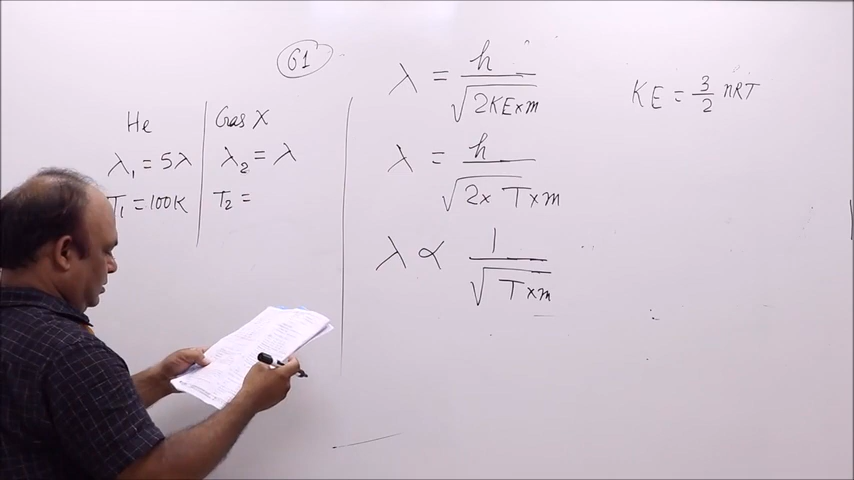 61
He
Gas X
λ₁ = 5λ
λ₂ = λ
T₁ = 100K
T₂ =
λ = h / √(2KE×m)
λ = h / √(2× T×m)
λ ∝ 1 / √(T×m)
KE = 3/2 nRT